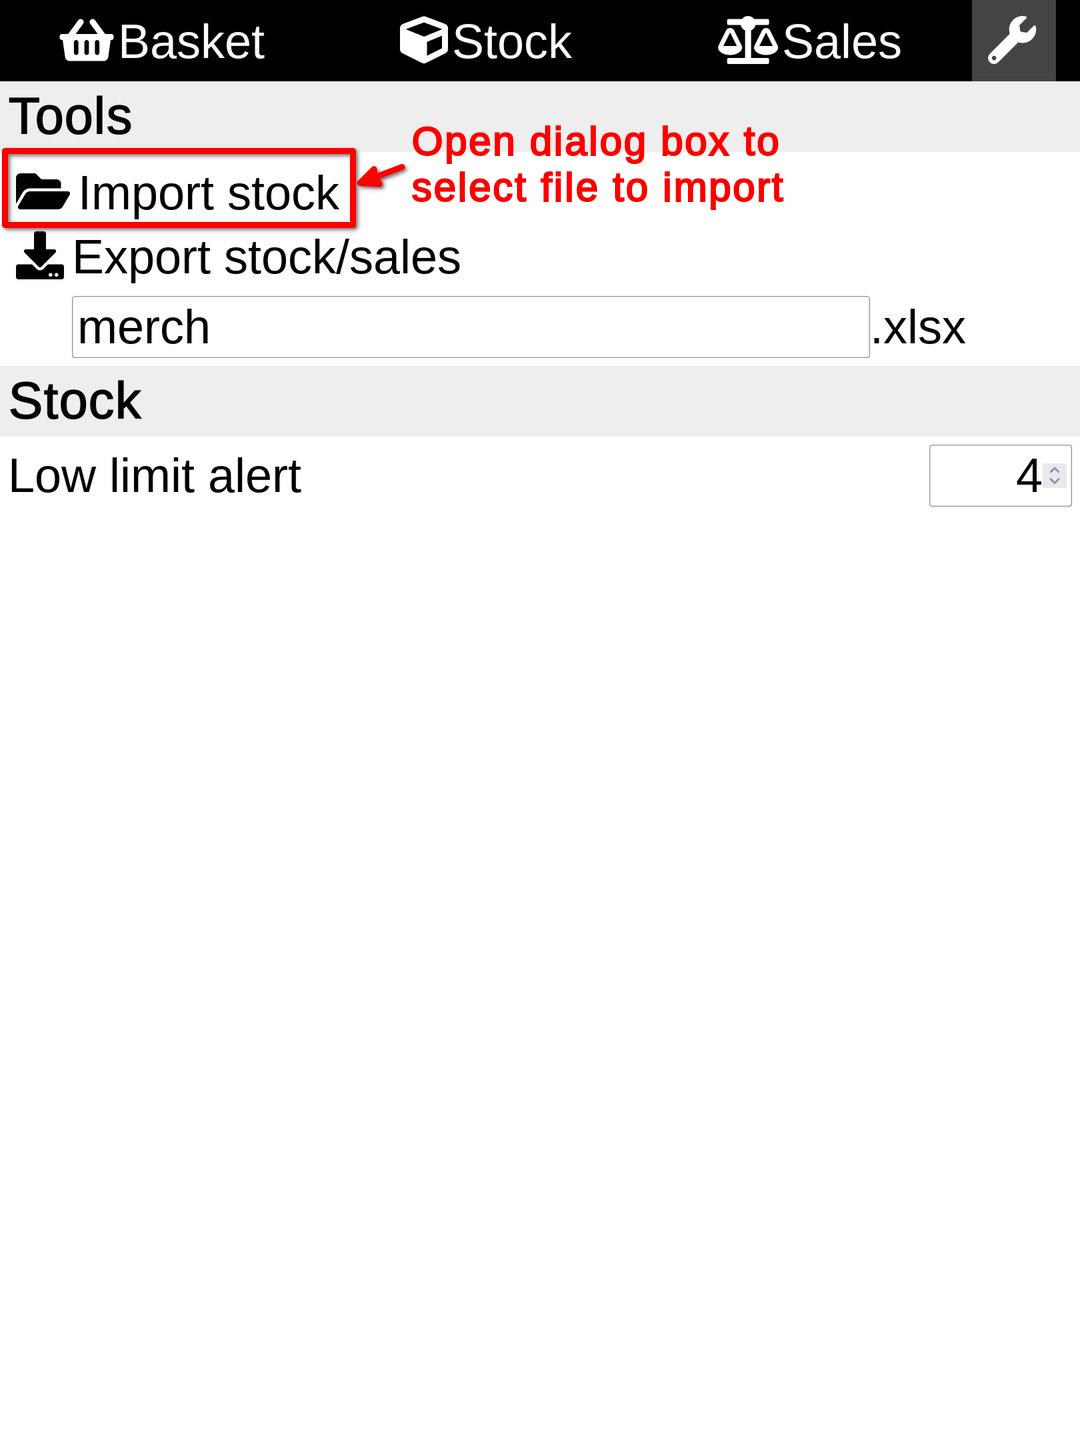 Basket Stock Sales
Tools
Open dialog box to
select file to import
Import stock
Export stock/sales
merch .xlsx
Stock
Low limit alert 4